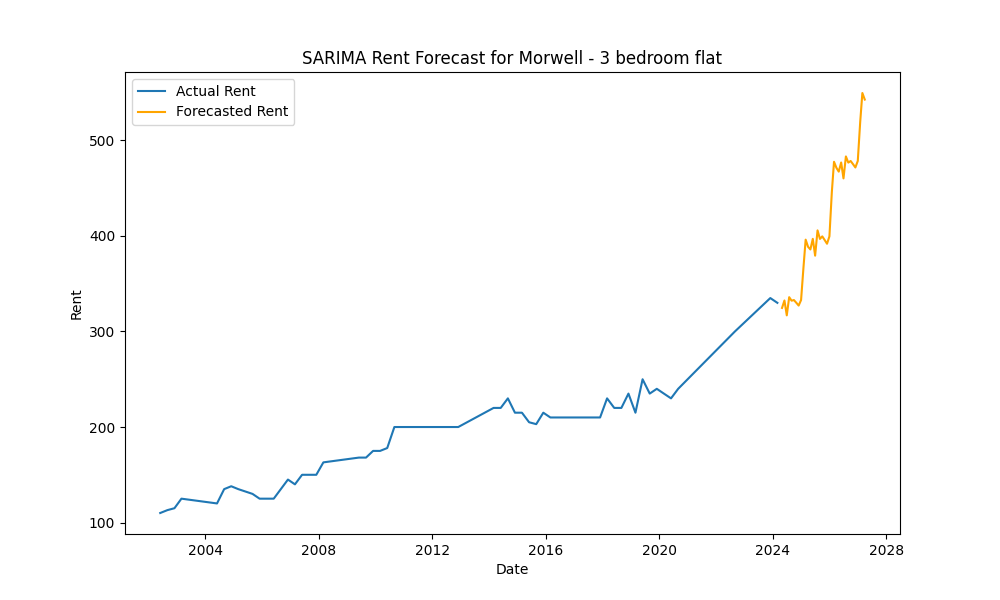 SARIMA Rent Forecast for Morwell - 3 bedroom flat
Actual Rent
Forecasted Rent
500
400
300
200
100
Rent
2004 2008 2012 2016 2020 2024 2028
Date